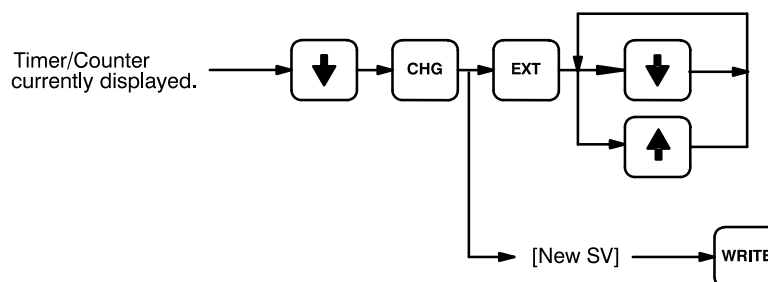 Timer/Counter
currently displayed.
CHG
EXT
[New SV]
WRITE